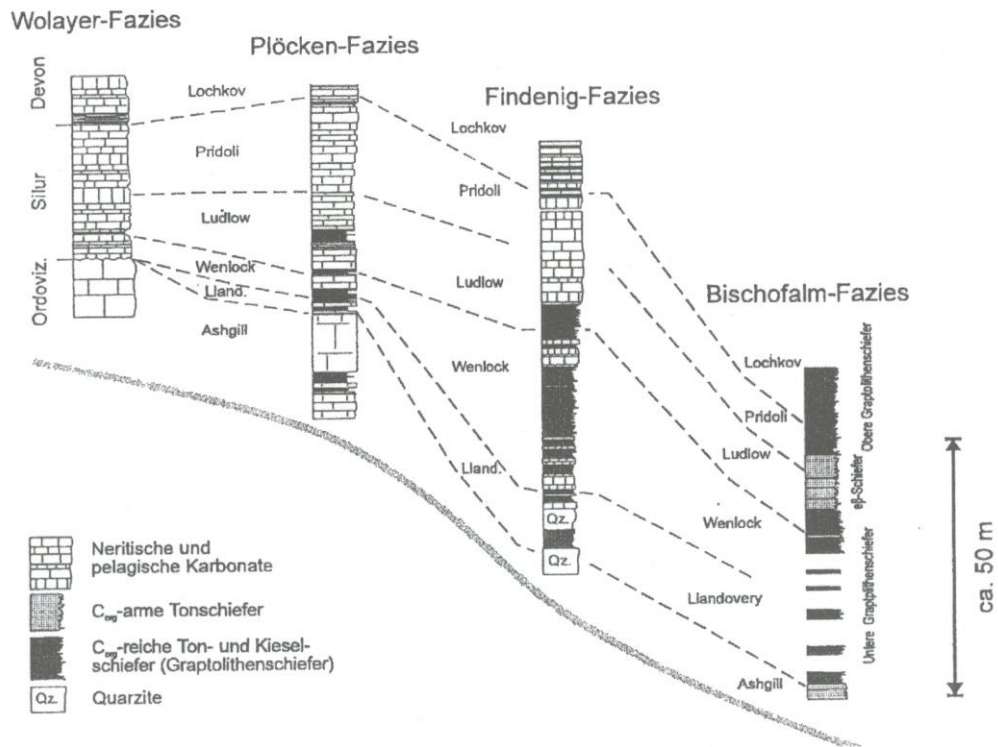 Wolayer-Fazies
Plöcken-Fazies
Findenig-Fazies
Bischofalm-Fazies
Devon
Silur
Ordoviz.
Lochkov
Pridoli
Ludlow
Wenlock
Lland.
Ashgill
Lochkov
Pridoli
Ludlow
Wenlock
Lland.
Qz.
Qz.
Lochkov
Pridoli
Ludlow
Wenlock
Llandovery
Ashgill
Obere Graptolithenschiefer
eβ-Schiefer
Untere Graptolithenschiefer
ca. 50 m
Neritische und
pelagische Karbonate
Corg-arme Tonschiefer
Corg-reiche Ton- und Kiesel-
schiefer (Graptolithenschiefer)
Qz. Quarzite